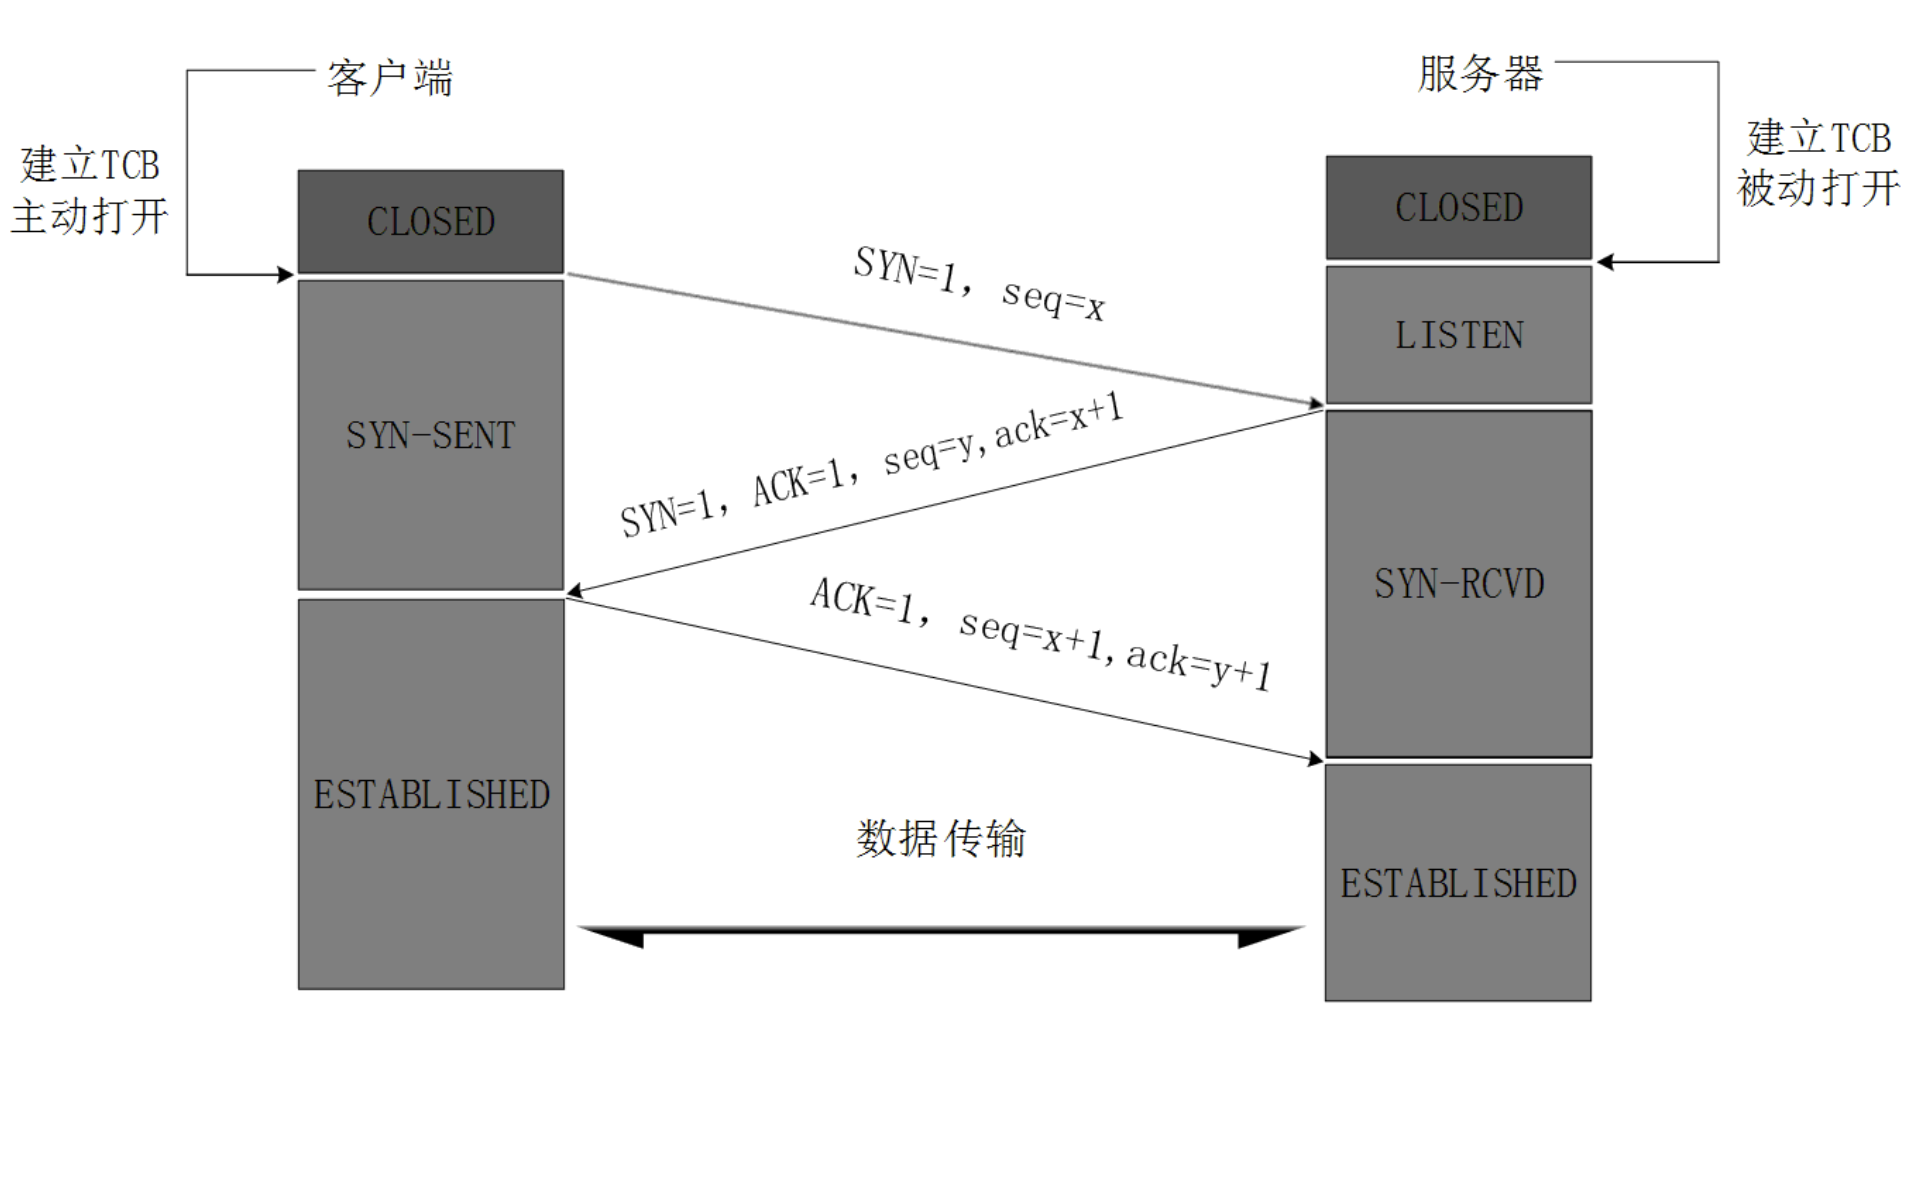 客户端
服务器
建立TCB
主动打开
建立TCB
被动打开
CLOSED
CLOSED
SYN=1, seq=x
LISTEN
SYN-SENT
SYN=1, ACK=1, seq=y,ack=x+1
SYN-RCVD
ACK=1, seq=x+1,ack=y+1
ESTABLISHED
数据传输
ESTABLISHED